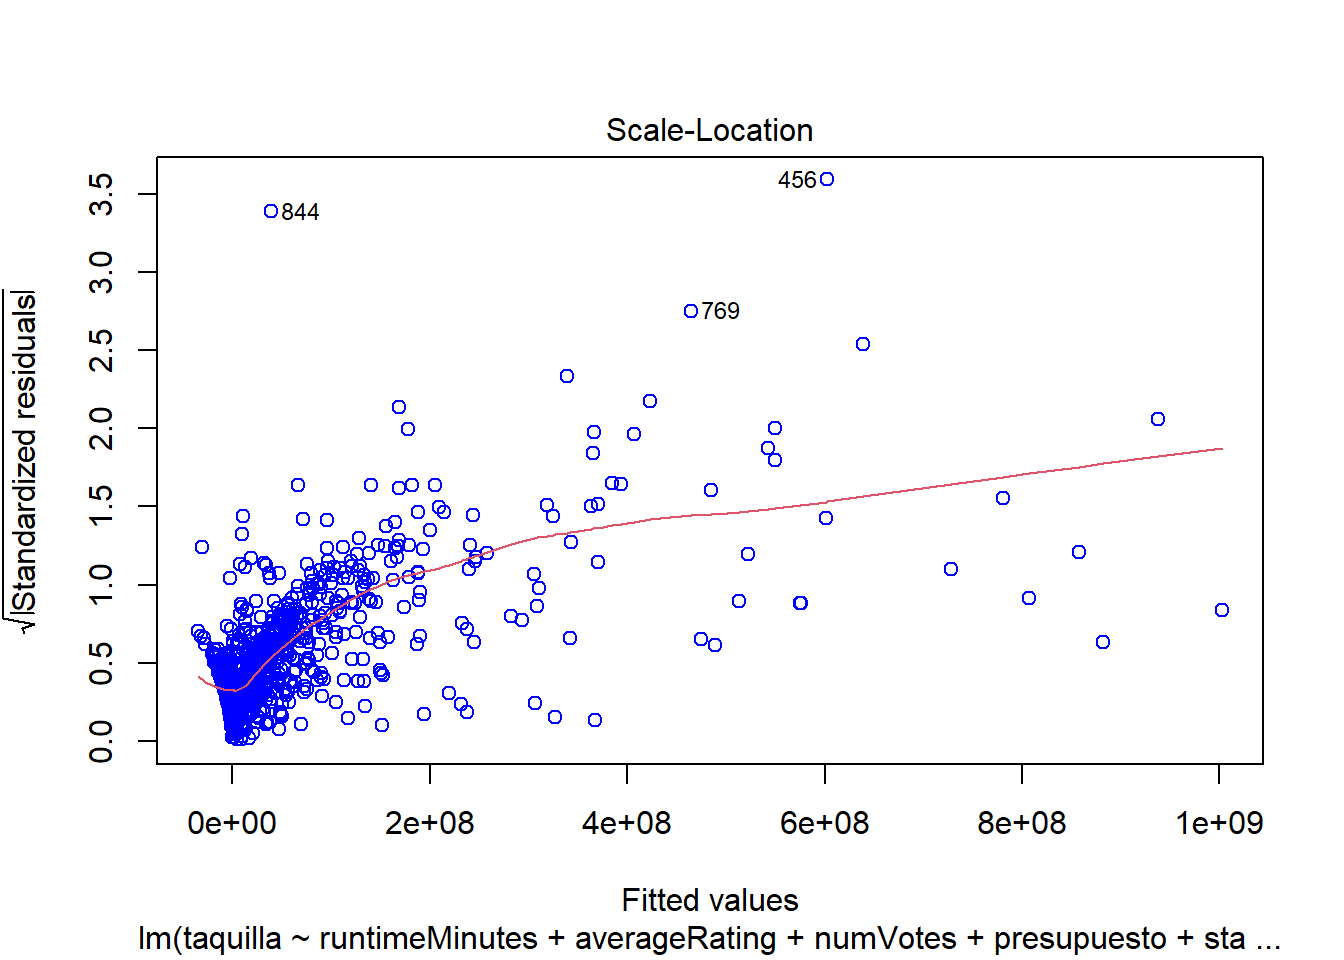 Scale-Location
√|Standardized residuals|
3.5
3.0
2.5
2.0
1.5
1.0
0.5
0.0
844
456
769
0e+00 2e+08 4e+08 6e+08 8e+08 1e+09
Fitted values
lm(taquilla ~ runtimeMinutes + averageRating + numVotes + presupuesto + sta ...